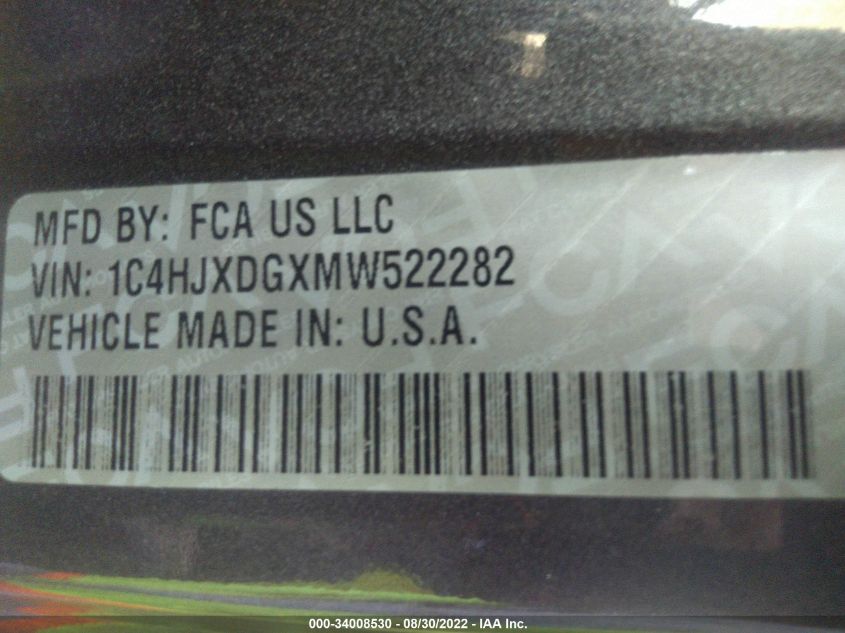 MFD BY: FCA US LLC
VIN: 1C4HJXDGXMW522282
VEHICLE MADE IN: U.S.A.
000-34008530 - 08/30/2022 - IAA Inc.